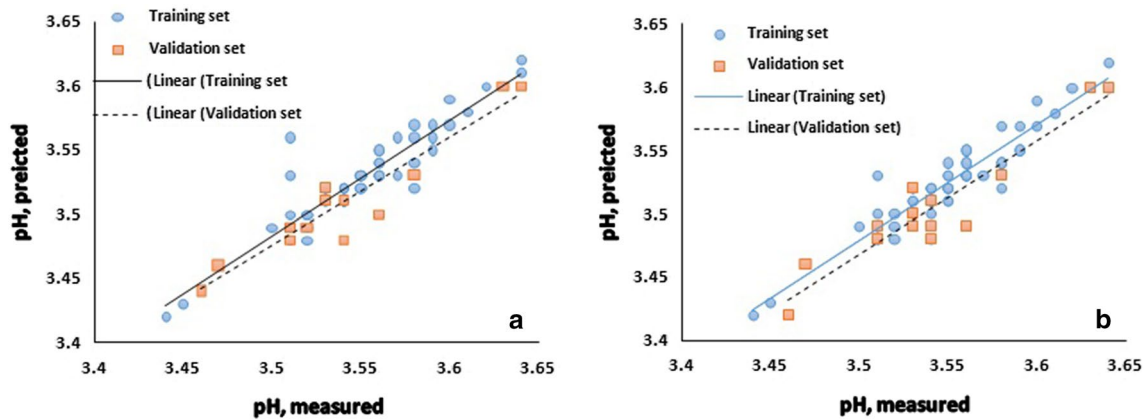 3.65
Training set
Validation set
3.6
(Linear (Training set
(Linear (Validation set
3.55
pH, preicted
3.5
3.45
3.4
3.4
3.45
3.5
3.55
3.6
3.65
pH, measured
a
3.65
Training set
Validation set
3.6
Linear (Training set)
Linear (Validation set)
3.55
pH, preicted
3.5
3.45
3.4
3.4
3.45
3.5
3.55
3.6
3.65
pH, measured
b